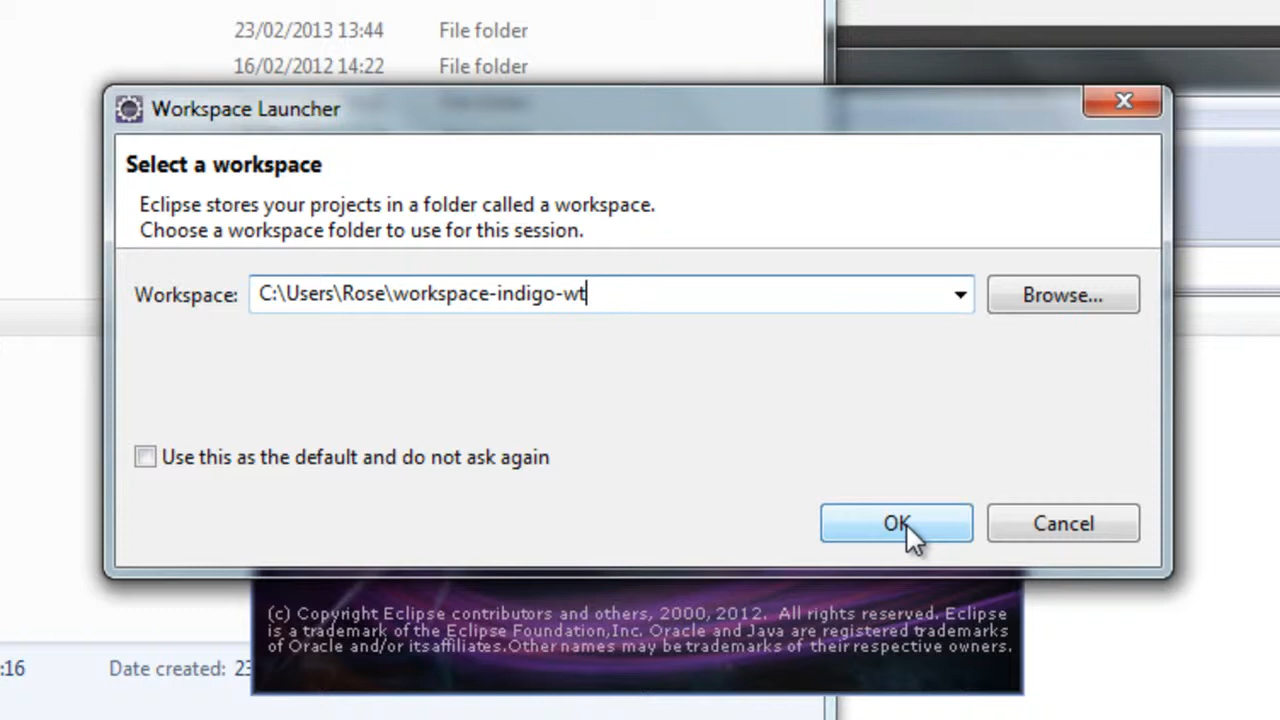 23/02/2013 13:44 File folder
16/02/2012 14:22 File folder
Workspace Launcher
Select a workspace
Eclipse stores your projects in a folder called a workspace.
Choose a workspace folder to use for this session.
Workspace: C:\Users\Rose\workspace-indigo-wt Browse...
Use this as the default and do not ask again
OK Cancel
(c) Copyright Eclipse contributors and others, 2000, 2012. All rights reserved. Eclipse
is a trademark of the Eclipse Foundation,Inc. Oracle and Java are registered trademarks
of Oracle and/or itsaffiliates.Other names may be trademarks of their respective owners.
:16 Date created: 23